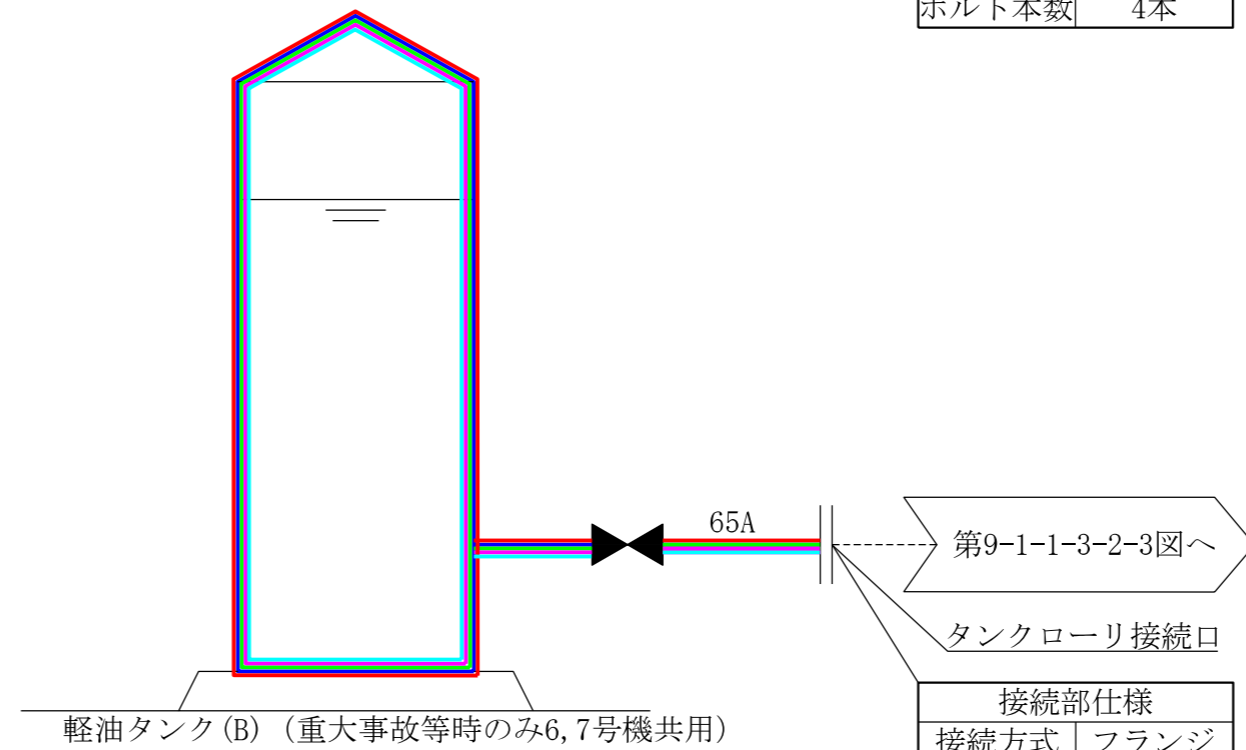 ボルト本数 4本
65A
第9-1-1-3-2-3図へ
タンクローリ接続口
接続部仕様
接続方式 フランジ
軽油タンク(B) (重大事故等時のみ6,7号機共用)